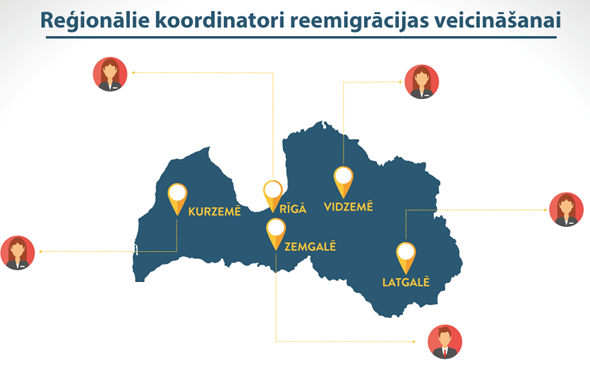 Reģionālie koordinatori reemigrācijas veicināšanai
KURZEMĒ
RĪGĀ
VIDZEMĒ
ZEMGALĒ
LATGALĒ